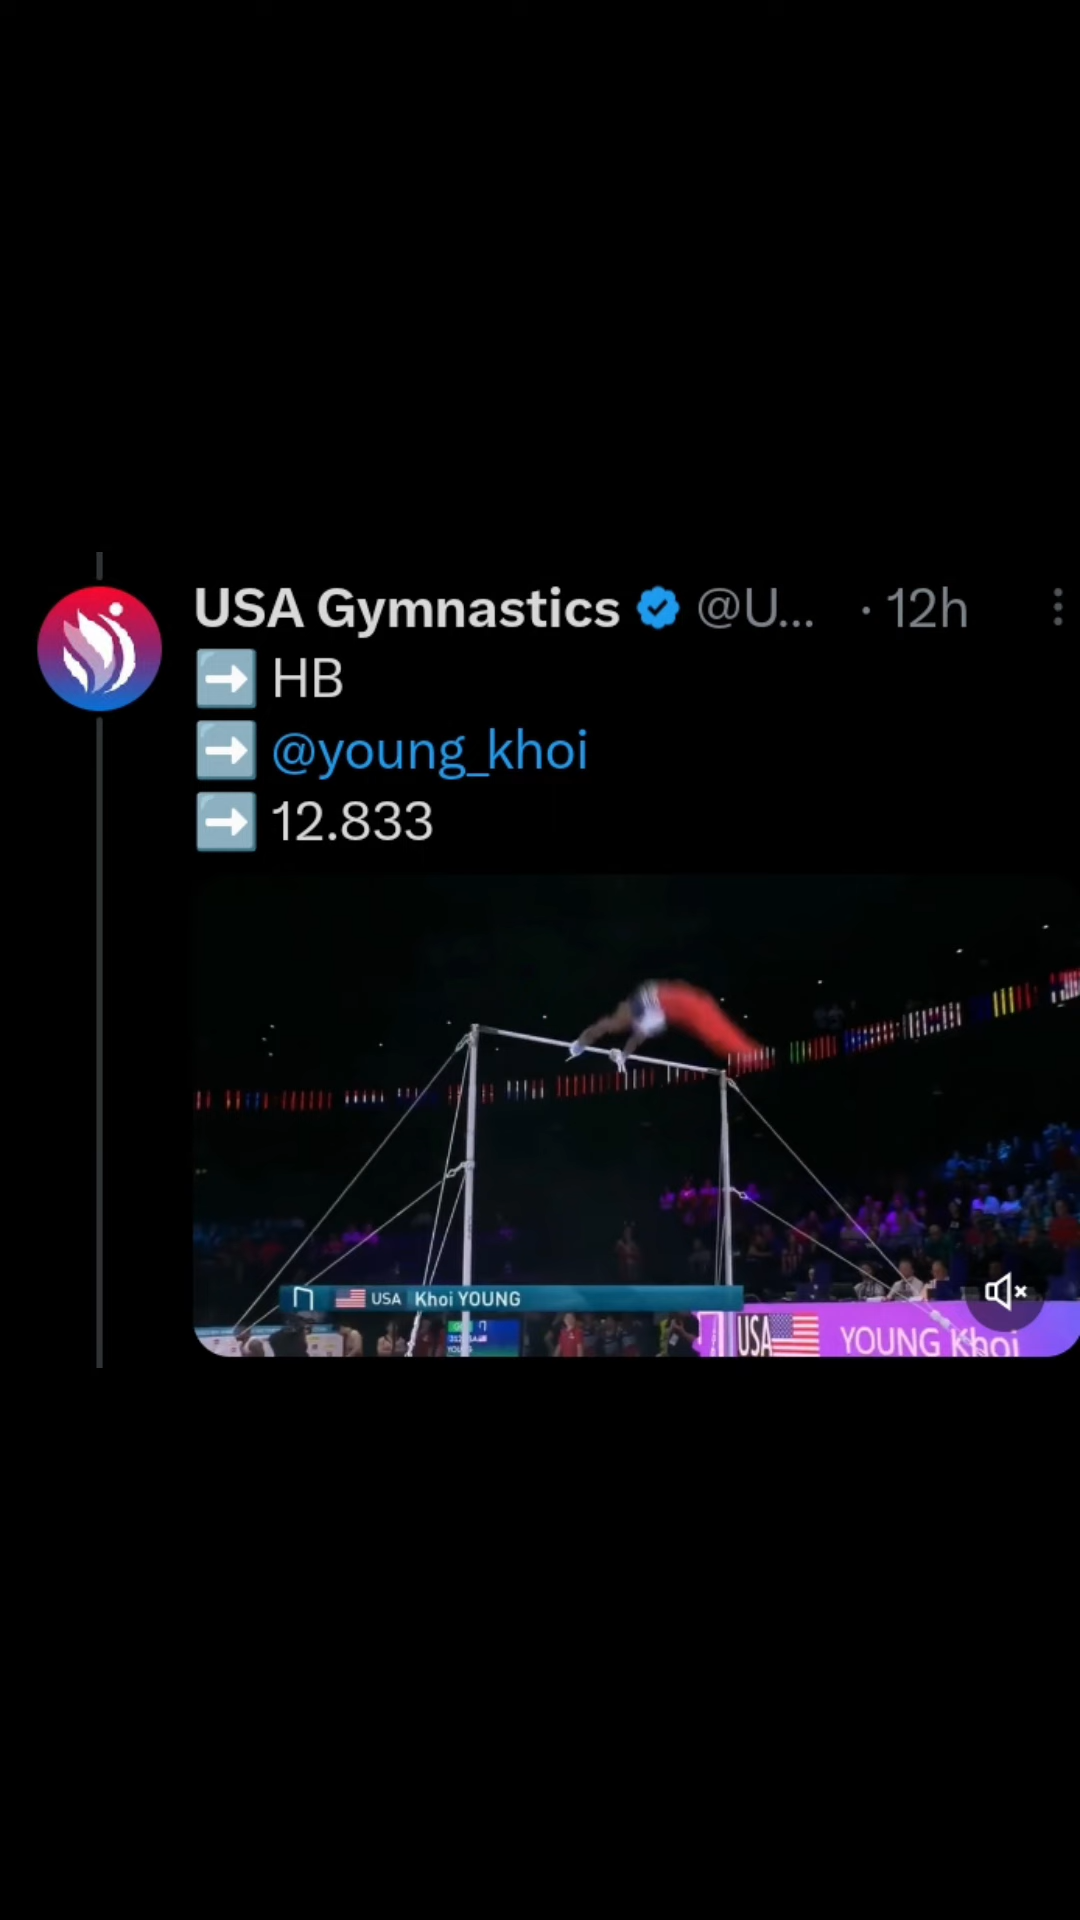 USA Gymnastics @U... · 12h
➡️ HB
➡️ @young_khoi
➡️ 12.833
USA Khoi YOUNG
USA YOUNG Khoi